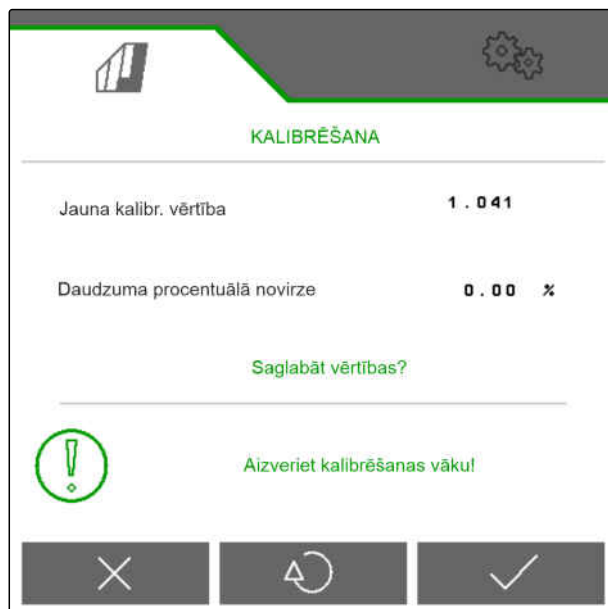 KALIBRĒŠANA
Jauna kalibr. vērtība 1.041
Daudzuma procentuālā novirze 0.00 %
Saglabāt vērtības?
Aizveriet kalibrēšanas vāku!